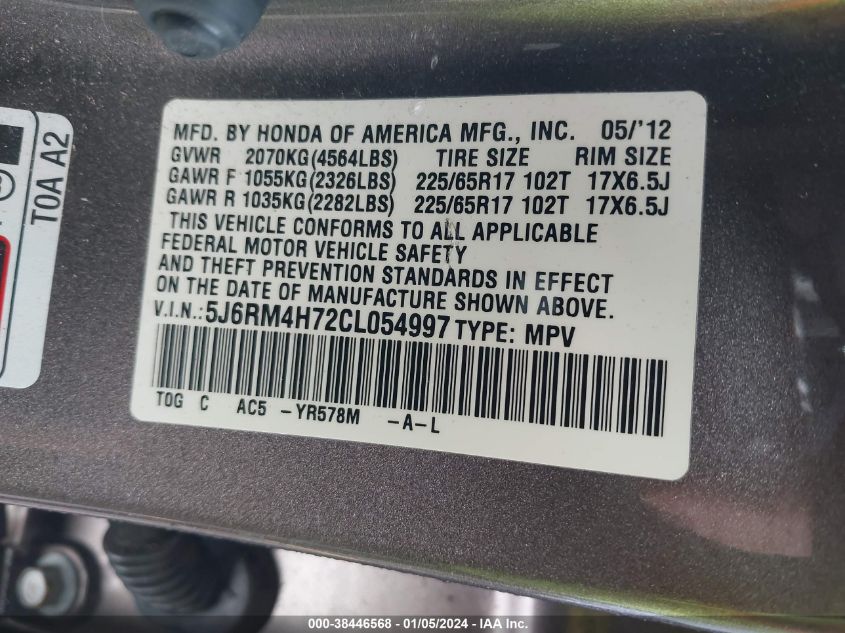 TOA A2
MFD. BY HONDA OF AMERICA MFG., INC. 05/'12
GVWR 2070KG(4564LBS) TIRE SIZE RIM SIZE
GAWR F 1055KG(2326LBS) 225/65R17 102T 17X6.5J
GAWR R 1035KG(2282LBS) 225/65R17 102T 17X6.5J
THIS VEHICLE CONFORMS TO ALL APPLICABLE
FEDERAL MOTOR VEHICLE SAFETY
AND THEFT PREVENTION STANDARDS IN EFFECT
ON THE DATE OF MANUFACTURE SHOWN ABOVE.
V.I.N.:5J6RM4H72CL054997 TYPE: MPV
TOG C AC5 -YR578M -A-L
000-38446568 - 01/05/2024 - IAA Inc.